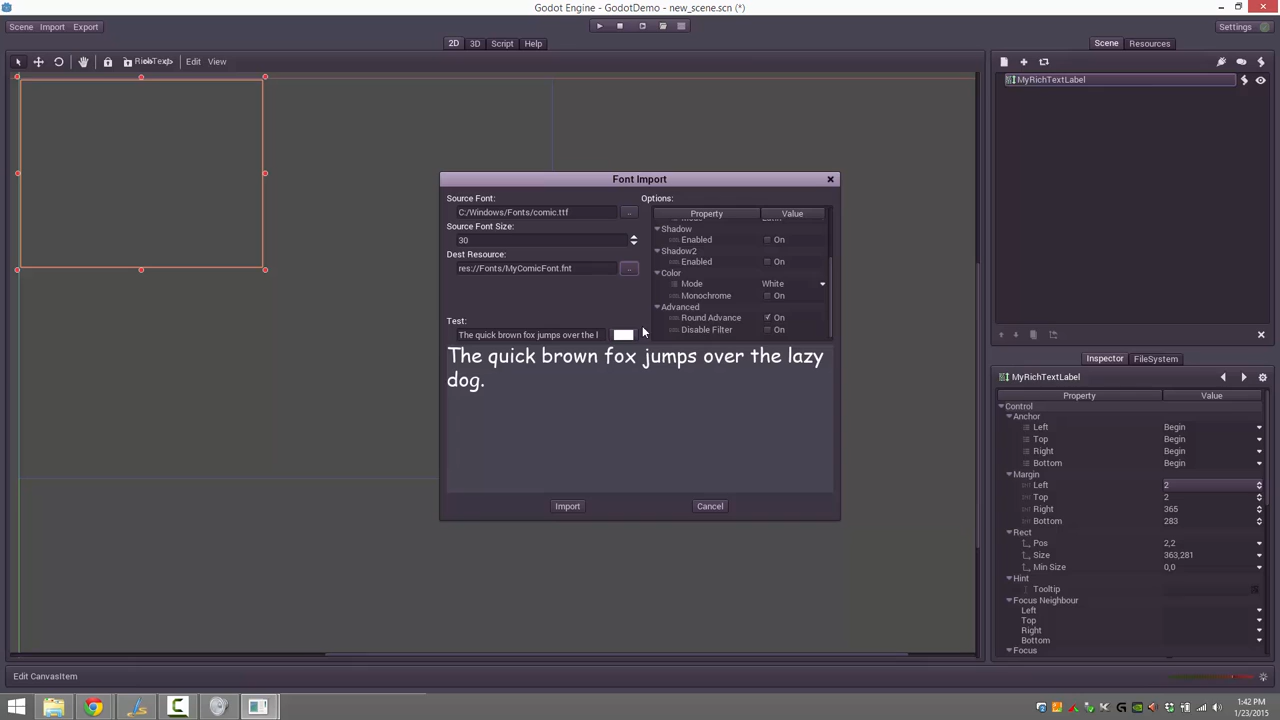 Godot Engine - GodotDemo - new_scene.scn (*)
Scene Import Export
Settings
2D 3D Script Help
Scene Resources
Edit View
MyRichTextLabel
Font Import
Source Font:
C:/Windows/Fonts/comic.ttf
Source Font Size:
30
Dest Resource:
res://Fonts/MyComicFont.fnt
Test:
The quick brown fox jumps over the l
Options:
Property Value
Shadow
Enabled On
Shadow2
Enabled On
Color
Mode White
Monochrome On
Advanced
Round Advance On
Disable Filter On
The quick brown fox jumps over the lazy
dog.
Import Cancel
Inspector FileSystem
MyRichTextLabel
Property Value
Control
Anchor
Left Begin
Top Begin
Right Begin
Bottom Begin
Margin
Left 2
Top 2
Right 365
Bottom 283
Rect
Pos 2,2
Size 363,281
Min Size 0,0
Hint
Tooltip
Focus Neighbour
Left
Top
Right
Bottom
Focus
Edit CanvasItem
1:42 PM
1/23/2015